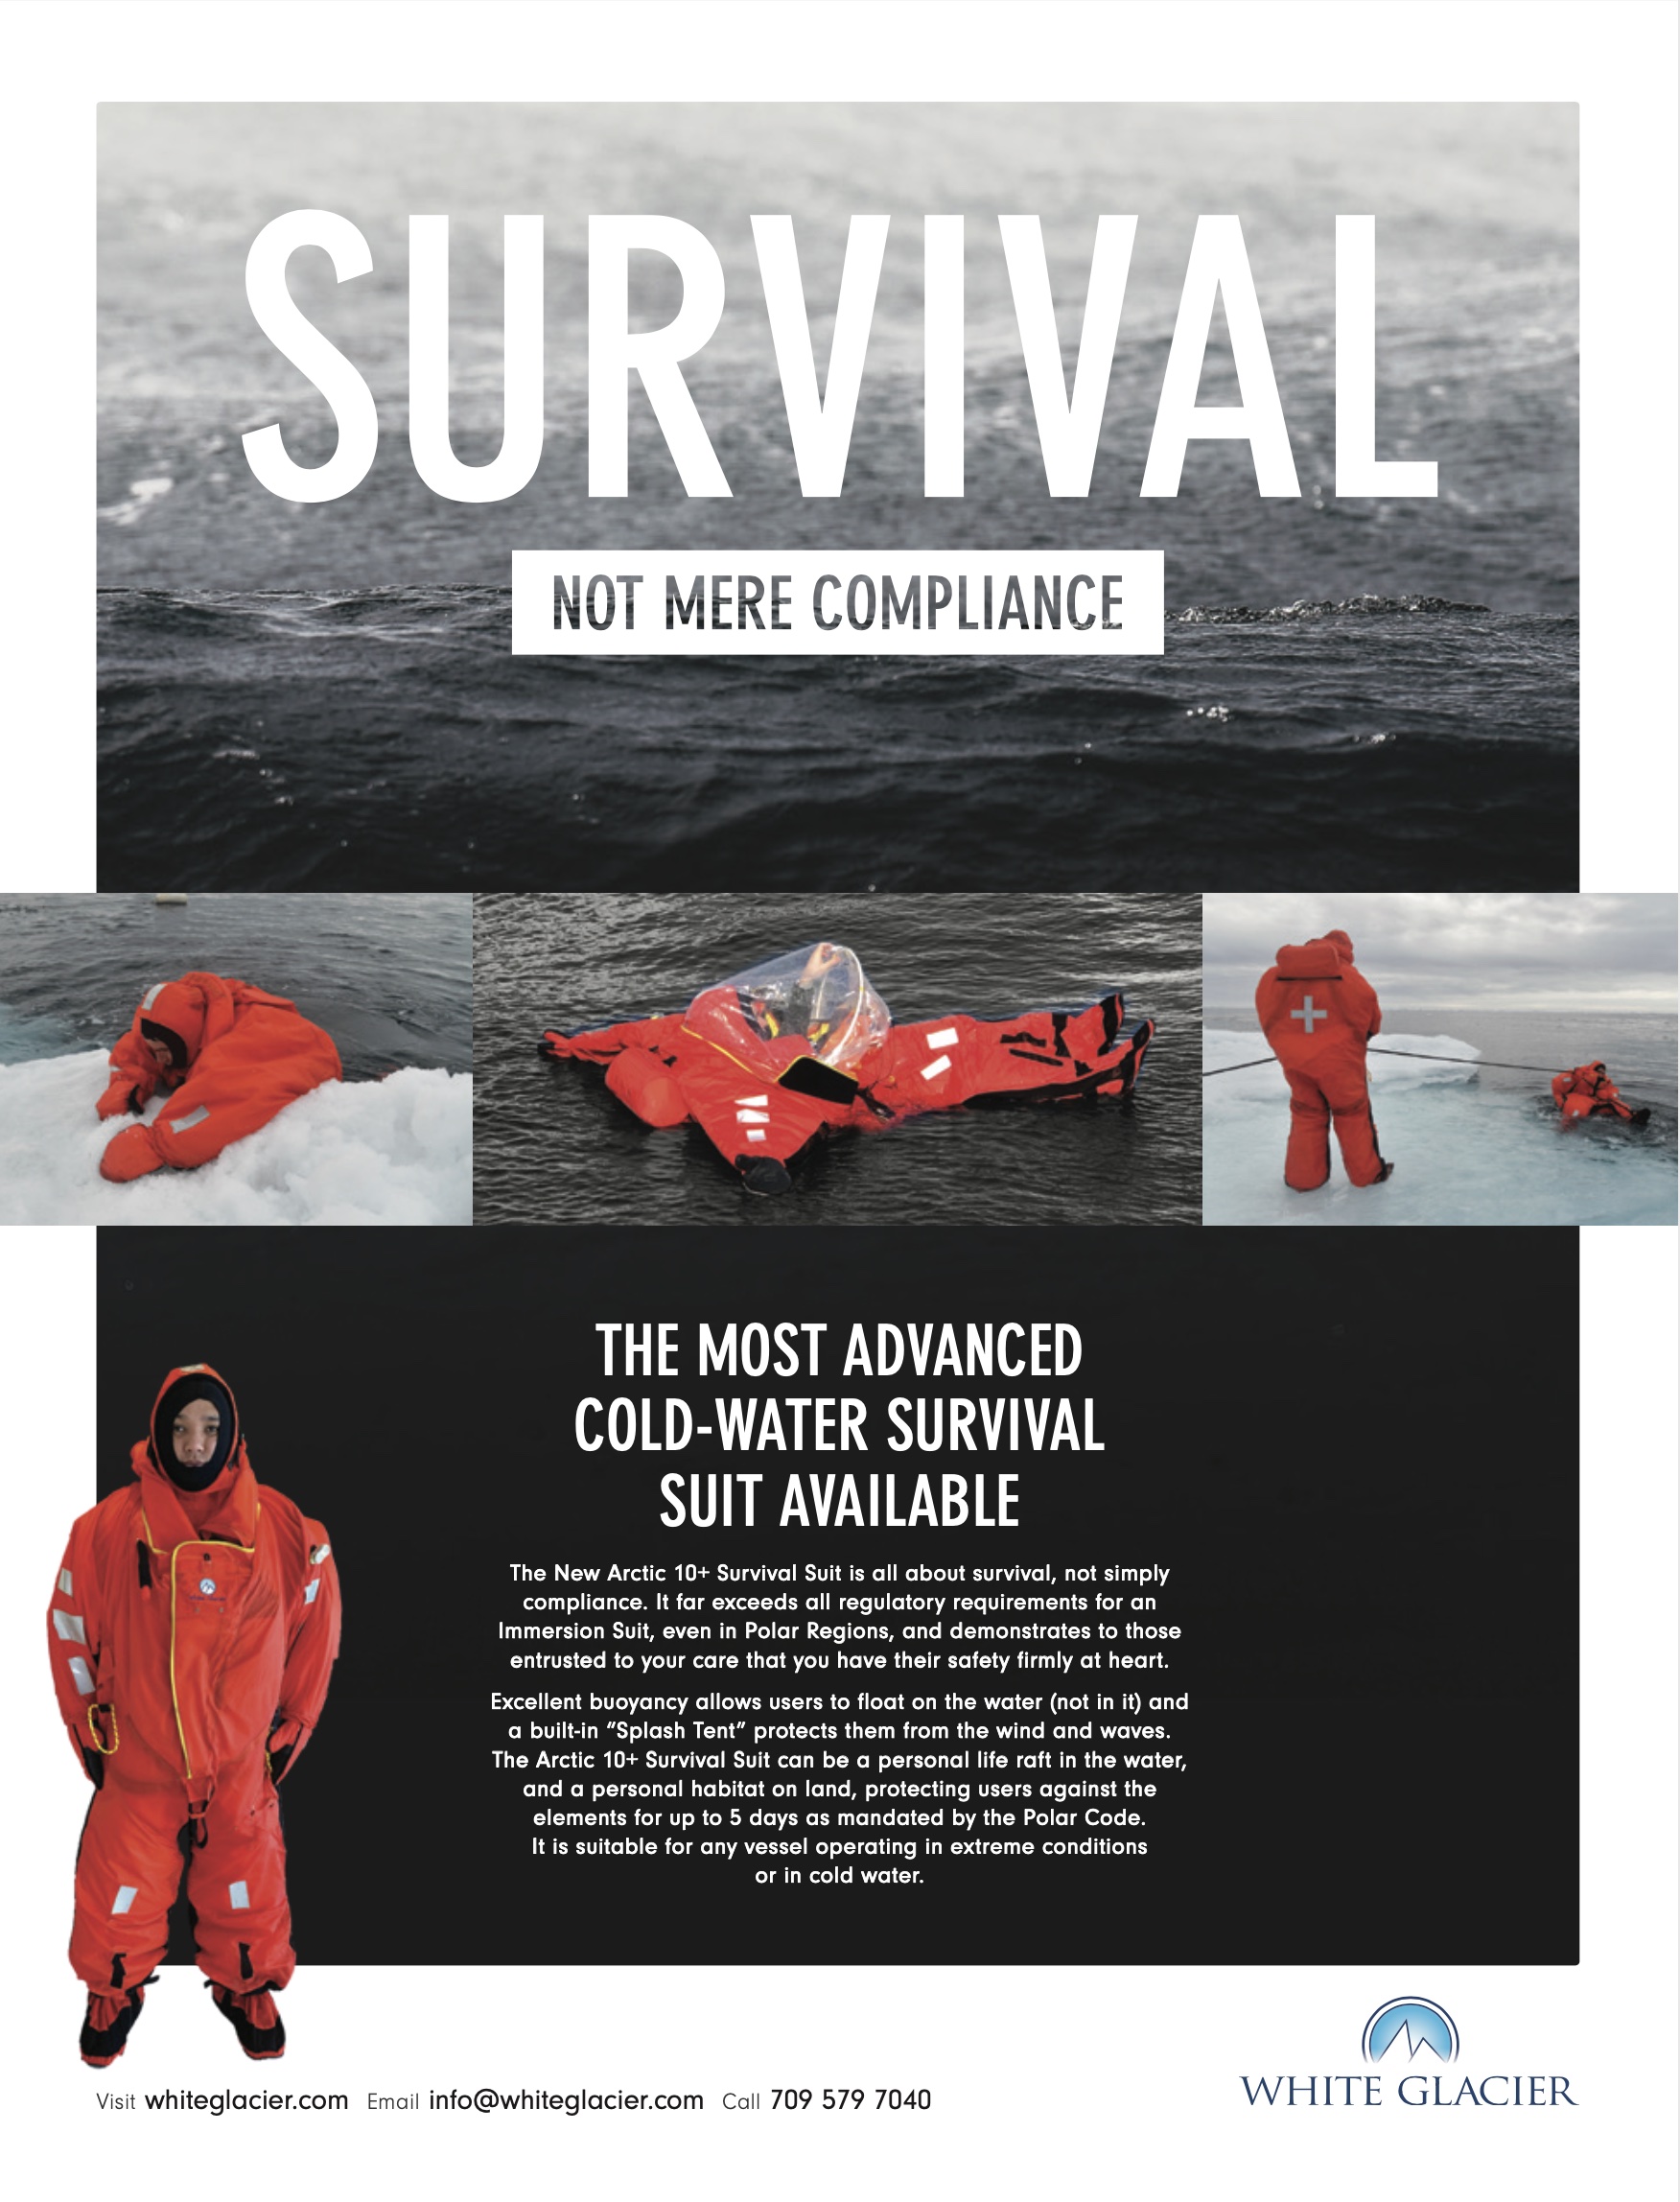 SURVIVAL
NOT MERE COMPLIANCE
THE MOST ADVANCED
COLD-WATER SURVIVAL
SUIT AVAILABLE
The New Arctic 10+ Survival Suit is all about survival, not simply
compliance. It far exceeds all regulatory requirements for an
Immersion Suit, even in Polar Regions, and demonstrates to those
entrusted to your care that you have their safety firmly at heart.
Excellent buoyancy allows users to float on the water (not in it) and
a built-in “Splash Tent” protects them from the wind and waves.
The Arctic 10+ Survival Suit can be a personal life raft in the water,
and a personal habitat on land, protecting users against the
elements for up to 5 days as mandated by the Polar Code.
It is suitable for any vessel operating in extreme conditions
or in cold water.
Visit whiteglacier.com Email info@whiteglacier.com Call 709 579 7040
WHITE GLACIER